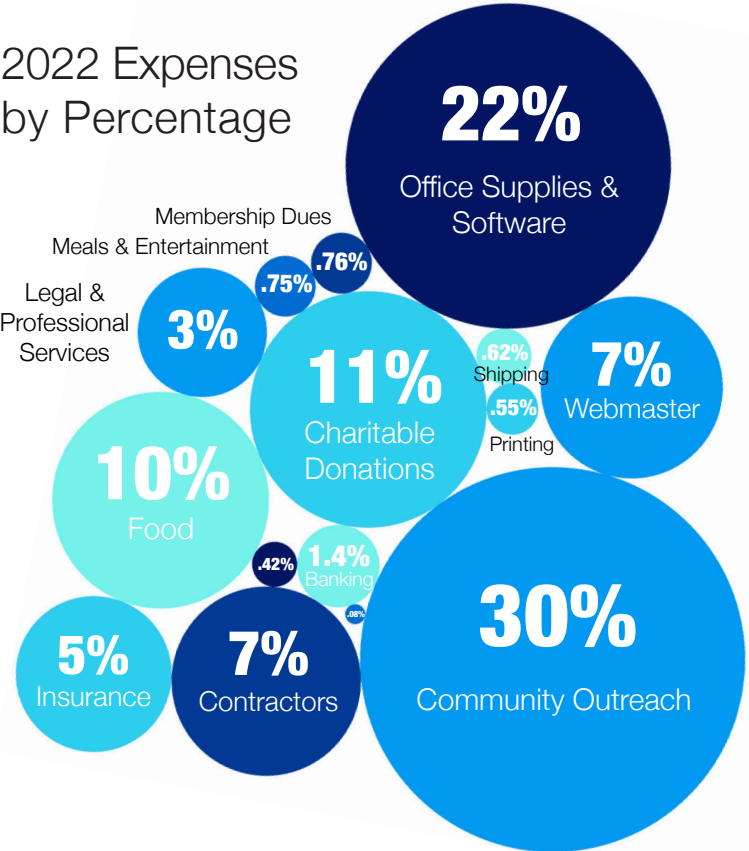 2022 Expenses
by Percentage
22%
Office Supplies &
Software
Membership Dues
.76%
Meals & Entertainment
.75%
Legal &
Professional
Services
3%
11%
Charitable
Donations
.62%
Shipping
.55%
Printing
7%
Webmaster
10%
Food
.42%
1.4%
Banking
.08%
30%
Community Outreach
5%
Insurance
7%
Contractors